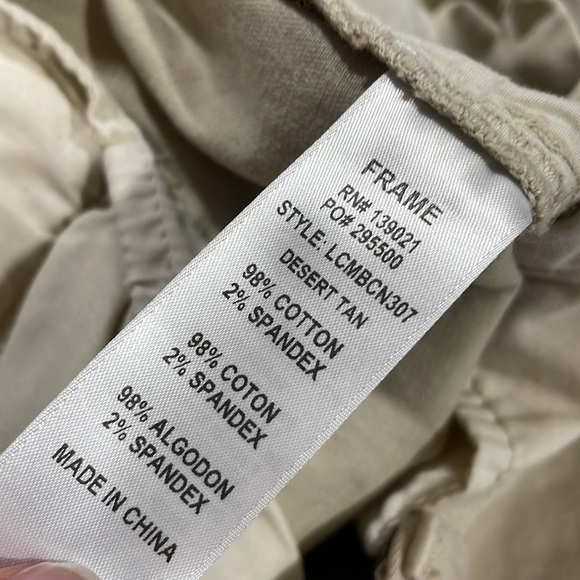 FRAME
RN# 139021
PO# 295500
STYLE: LCMBCN307
DESERT TAN
98% COTTON
2% SPANDEX
98% COTON
2% SPANDEX
98% ALGODON
2% SPANDEX
MADE IN CHINA